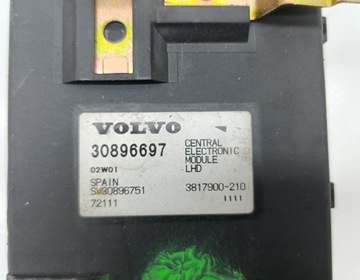 VOLVO
30896697
CENTRAL
ELECTRONIC
MODULE
LHD
02W01
SPAIN
SW30896751
3817900-210
72111
1111